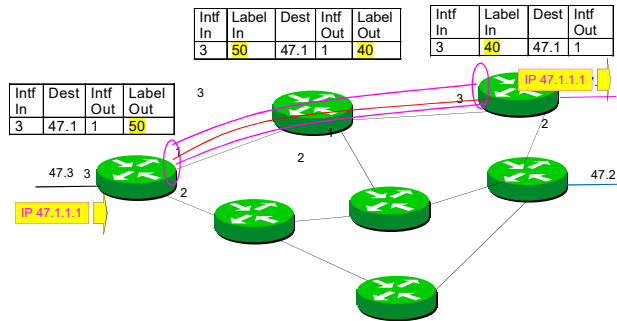 Intf In Label In Dest Intf Out Label Out
3 50 47.1 1 40
Intf In Label In Dest Intf Out
3 40 47.1 1
IP 47.1.1.1
Intf In Dest Intf Out Label Out
3 47.1 1 50
3
3
2
1
2
1
47.3 3
2
47.2
IP 47.1.1.1